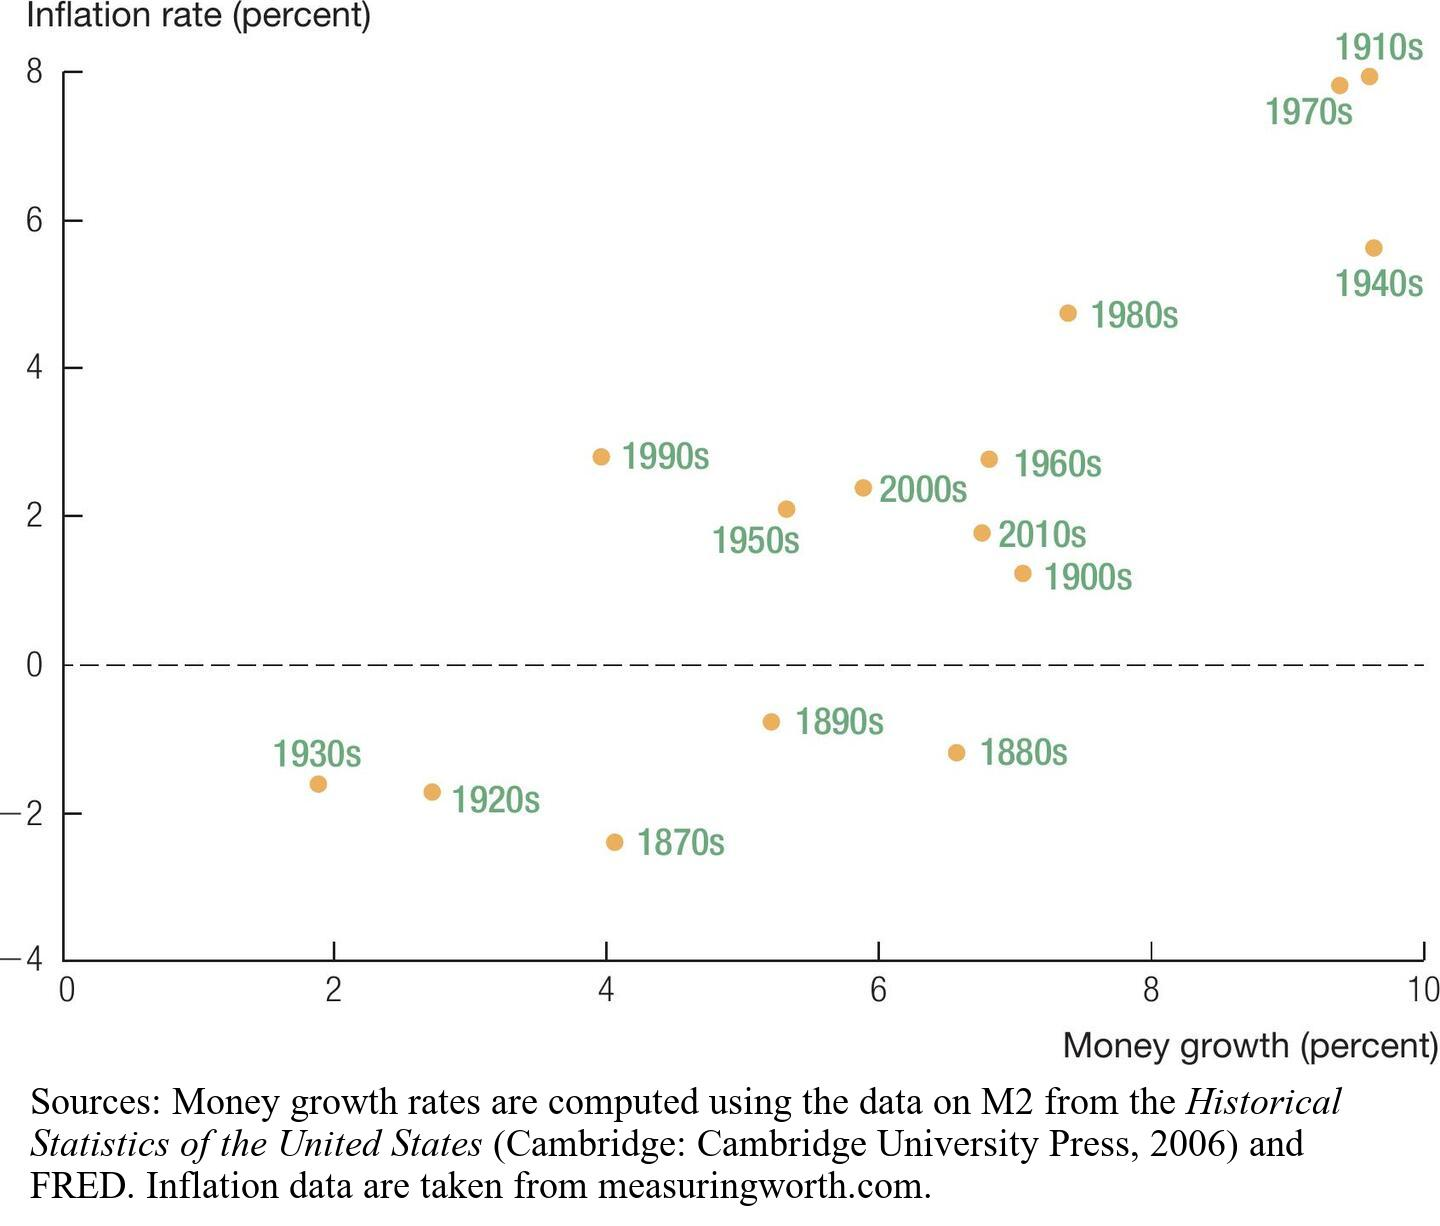 Inflation rate (percent)
1910s
8
1970s
6
1940s
1980s
4
1990s
1960s
2000s
2
1950s
2010s
1900s
0
1890s
1930s
1880s
1920s
–2
1870s
–4
0 2 4 6 8 10
Money growth (percent)
Sources: Money growth rates are computed using the data on M2 from the Historical
Statistics of the United States (Cambridge: Cambridge University Press, 2006) and
FRED. Inflation data are taken from measuringworth.com.